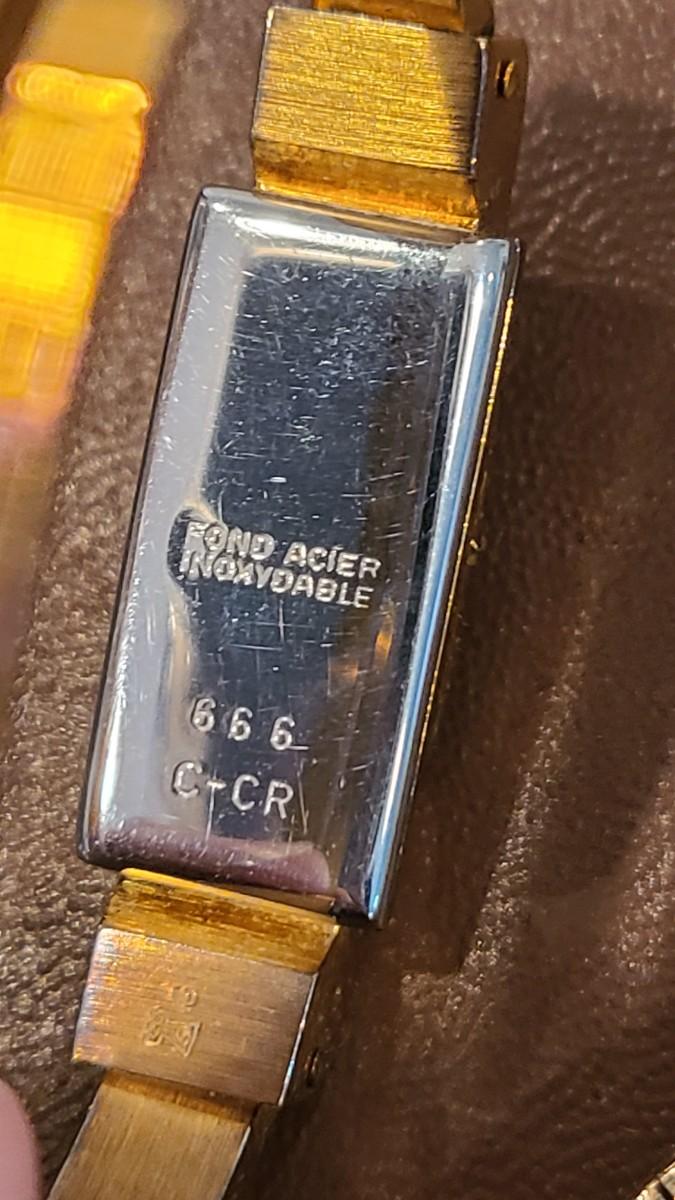 FOND ACIER
INOXYDABLE
666
C-CR